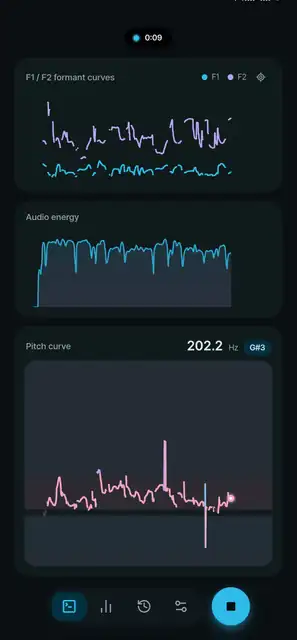 0:09
F1 / F2 formant curves
F1
F2
Audio energy
Pitch curve
202.2 Hz
G#3